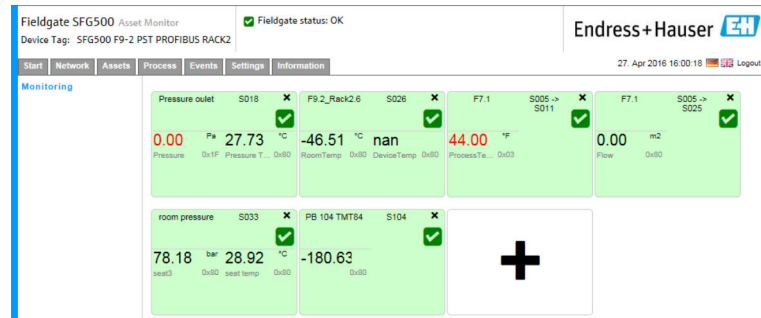 Fieldgate SFG500 Asset Monitor
Device Tag: SFG500 F9-2 PST PROFIBUS RACK2
Fieldgate status: OK
Endress+Hauser EH
Start Network Assets Process Events Settings Information
27. Apr 2016 16:00:18 Logout
Monitoring
Pressure oulet S018 ×
0.00 Pa 27.73 °C
Pressure 0x1F Pressure T... 0x80
F9.2_Rack2.6 S026 ×
-46.51 °C nan
RoomTemp 0x80 DeviceTemp 0x80
F7.1 S005 -> ×
S011
44.00 °F
ProcessTe... 0x03
F7.1 S005 -> ×
S025
0.00 m2
Flow 0x80
room pressure S033 ×
78.18 bar 28.92 °C
seat3 0x80 seat temp 0x80
PB 104 TMT84 S104 ×
-180.63
0x80
+